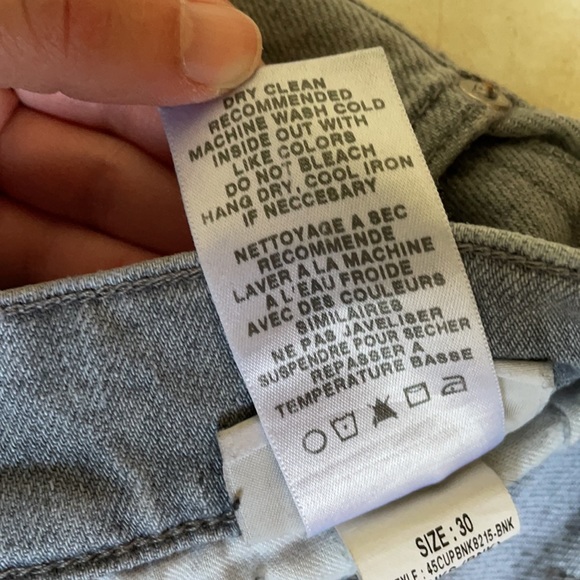 DRY CLEAN
RECOMMENDED
MACHINE WASH COLD
INSIDE OUT WITH
LIKE COLORS
DO NOT BLEACH
HANG DRY, COOL IRON
IF NECCESARY
NETTOYAGE A SEC
RECOMMENDE
LAVER A LA MACHINE
A L'EAU FROIDE
AVEC DES COULEURS
SIMILAIRES
NE PAS JAVELISER
SUSPENDRE POUR SECHER
REPASSER A
TEMPERATURE BASSE
SIZE : 30
: 45CUPBNK8215-BNK